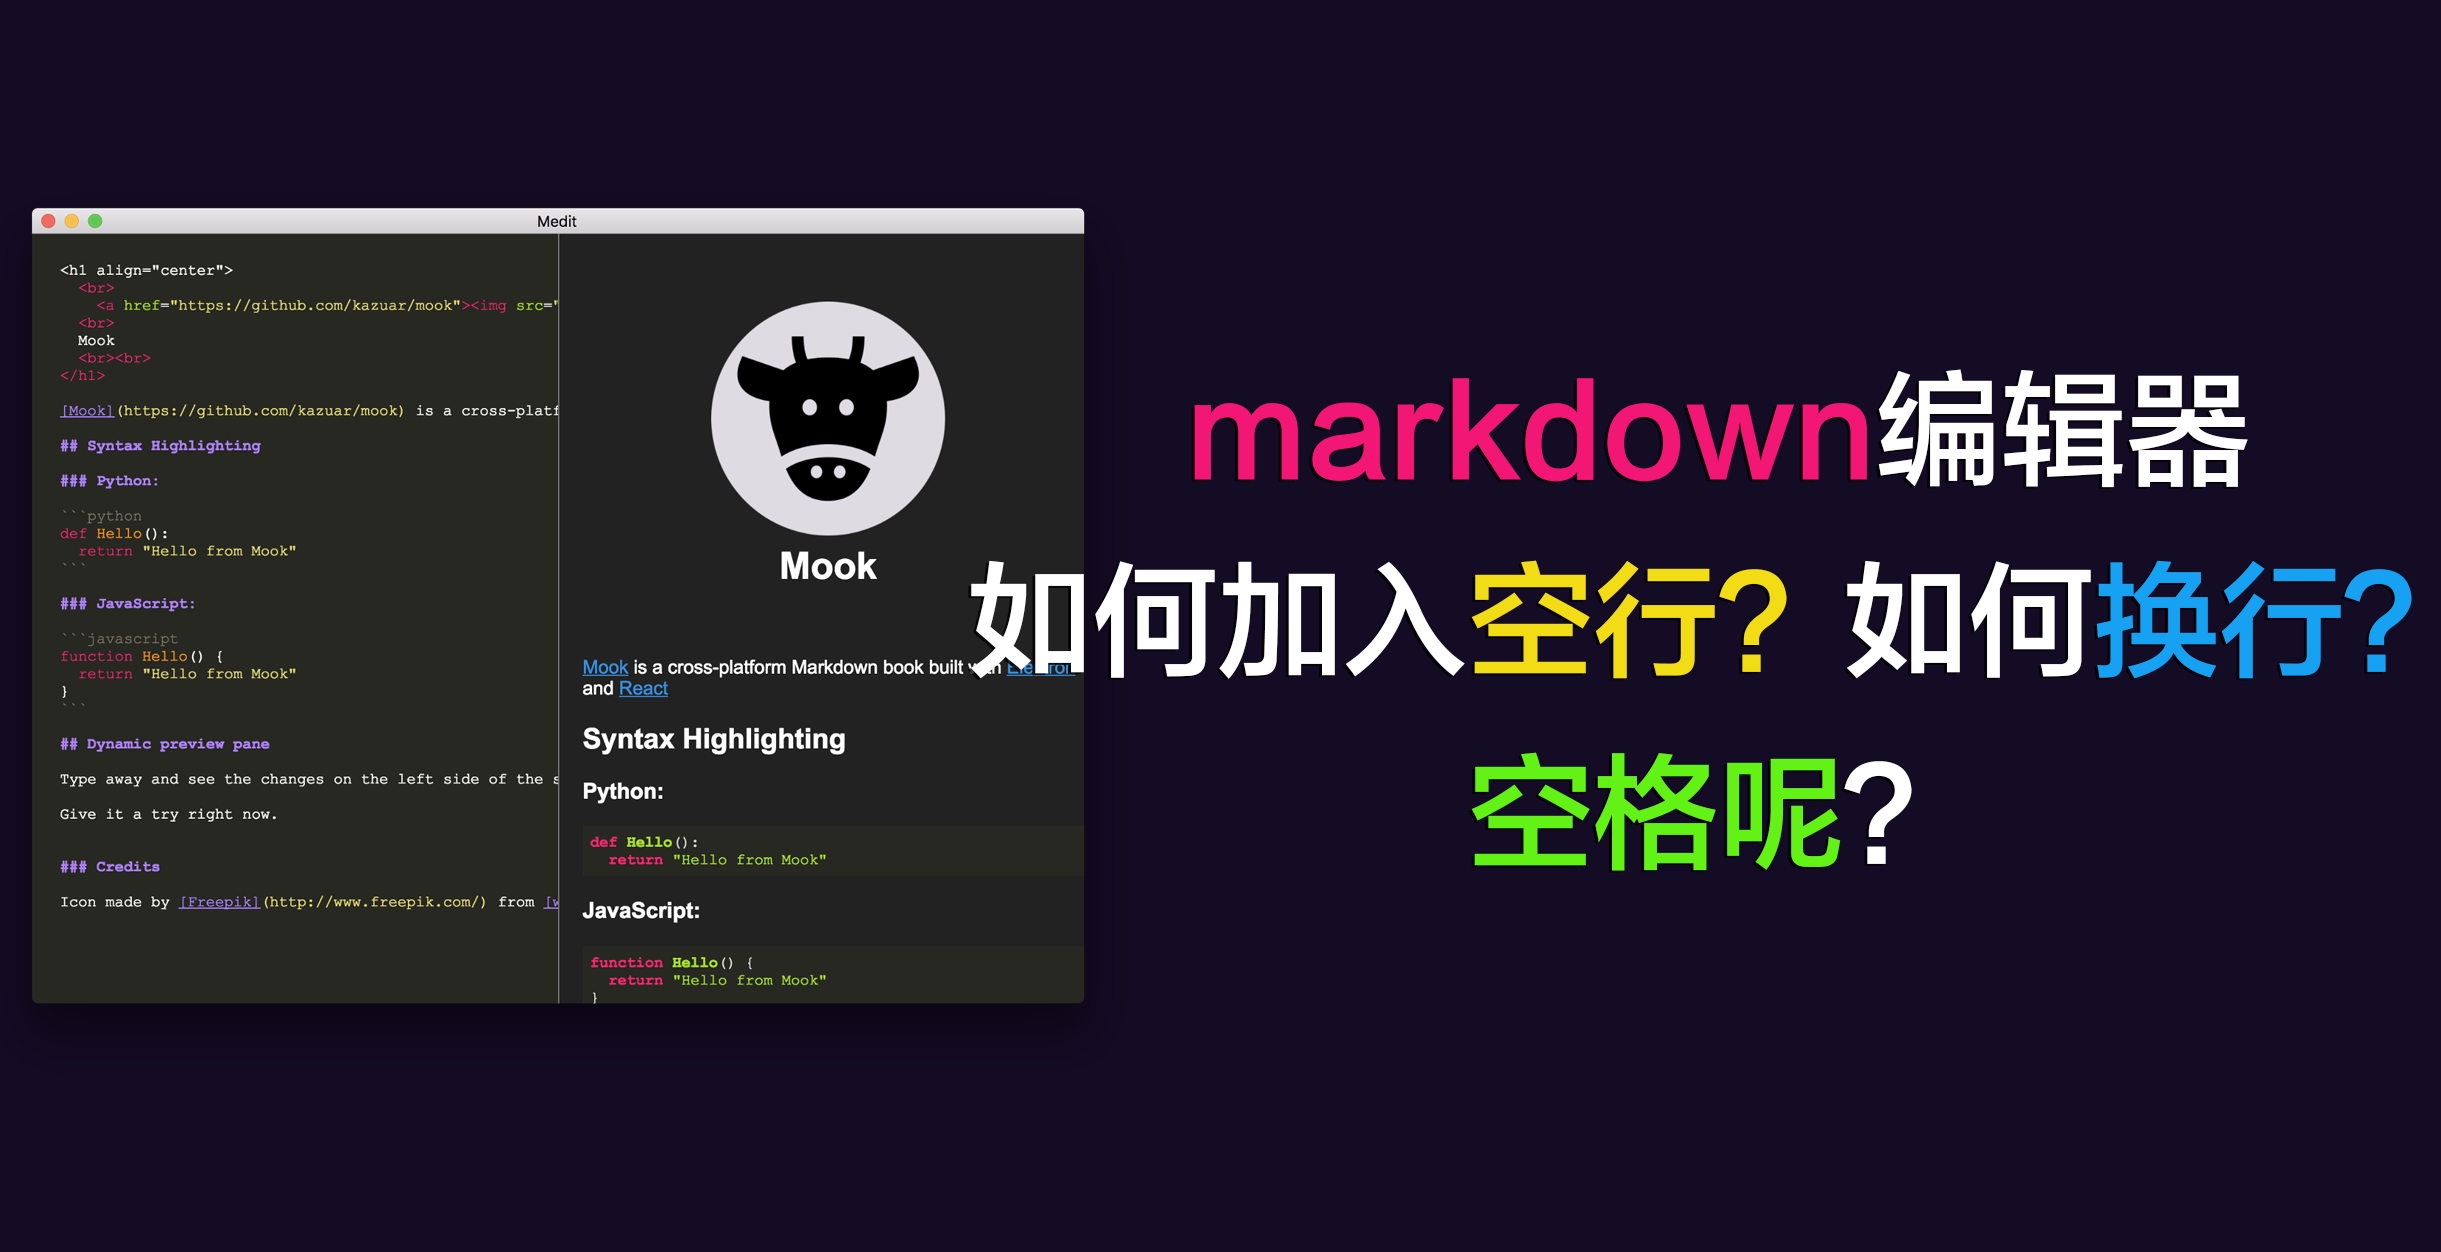 Medit
<h1 align="center">
<br>
<a href="https://github.com/kazuar/mook"><img src="
<br>
Mook
<br><br>
</h1>
[Mook](https://github.com/kazuar/mook) is a cross-platf
## Syntax Highlighting
### Python:
```python
def Hello():
return "Hello from Mook"
```
### JavaScript:
```javascript
function Hello() {
return "Hello from Mook"
}
```
## Dynamic preview pane
Type away and see the changes on the left side of the s
Give it a try right now.
### Credits
Icon made by [Freepik](http://www.freepik.com/) from [w
Mook
Mook is a cross-platform Markdown book built with Electron
and React
Syntax Highlighting
Python:
def Hello():
return "Hello from Mook"
JavaScript:
function Hello() {
return "Hello from Mook"
}
markdown编辑器
如何加入空行? 如何换行?
空格呢?